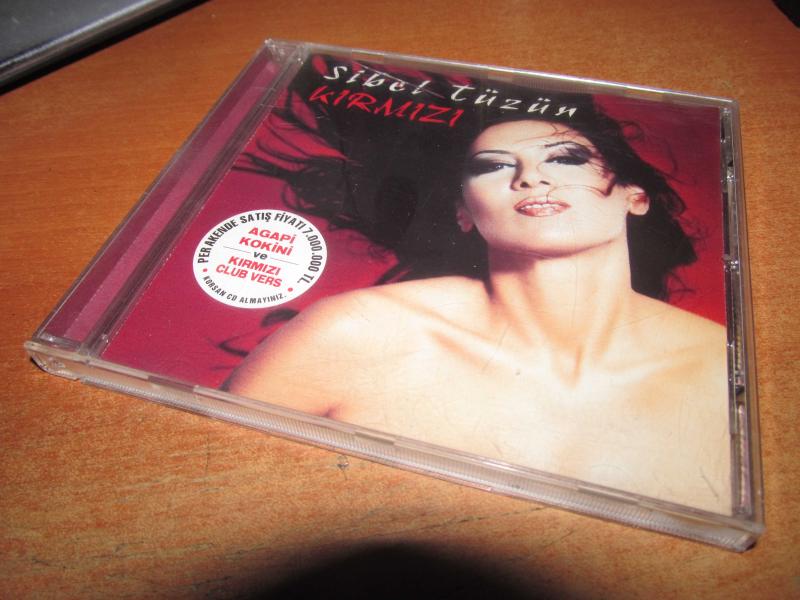 Sibel Tüzün
KIRMIZI
PERAKENDE SATIŞ FİYATI 7.000.000 TL.
AGAPİ
KOKİNİ
ve
KIRMIZI
CLUB VERS
• KORSAN CD ALMAYINIZ. •